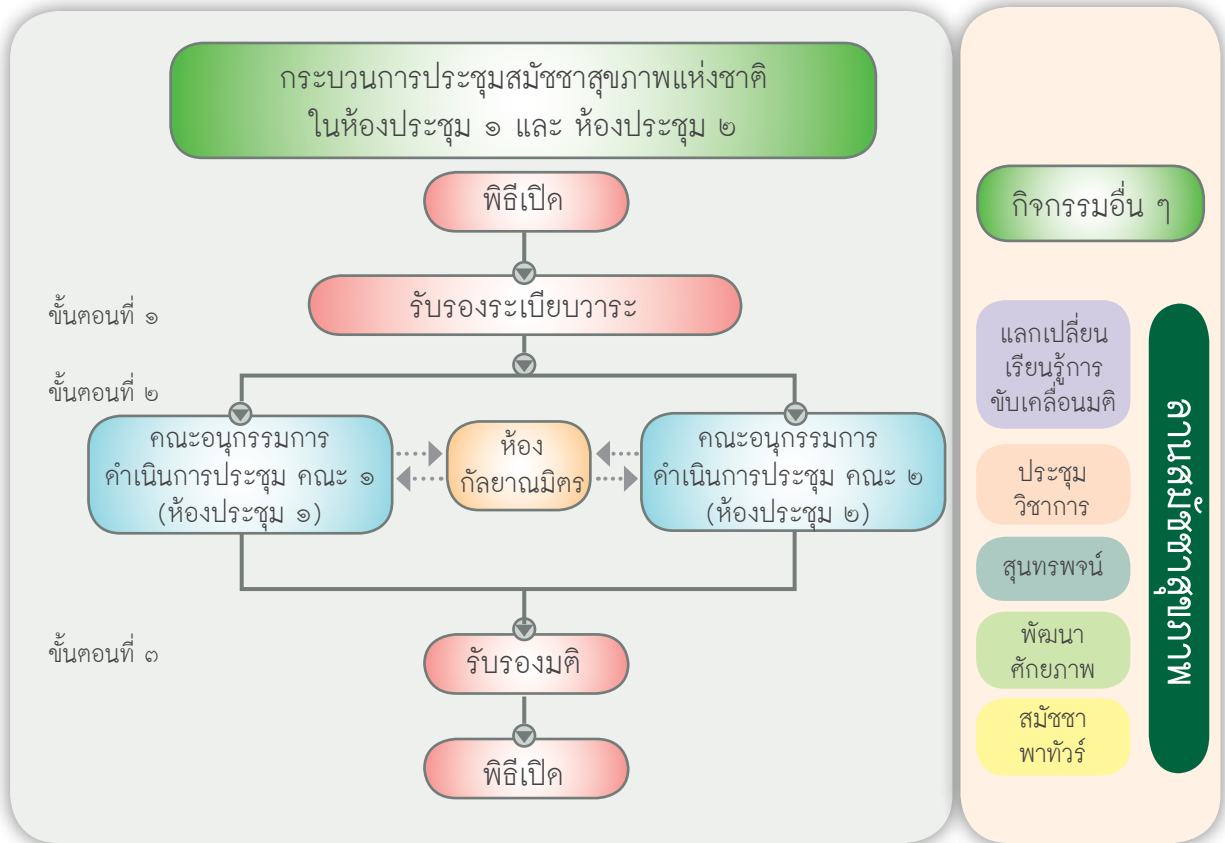 กระบวนการประชุมสมัชชาสุขภาพแห่งชาติ
ในห้องประชุม ๑ และ ห้องประชุม ๒
พิธีเปิด
ขั้นตอนที่ ๑
รับรองระเบียบวาระ
ขั้นตอนที่ ๒
คณะอนุกรรมการ
ดำเนินการประชุม คณะ ๑
(ห้องประชุม ๑)
ห้อง
กัลยาณมิตร
คณะอนุกรรมการ
ดำเนินการประชุม คณะ ๒
(ห้องประชุม ๒)
ขั้นตอนที่ ๓
รับรองมติ
พิธีเปิด
กิจกรรมอื่น ๆ
แลกเปลี่ยน
เรียนรู้การ
ขับเคลื่อนมติ
ประชุม
วิชาการ
สุนทรพจน์
พัฒนา
ศักยภาพ
สมัชชา
พาทัวร์
ลานสมัชชาสุขภาพ